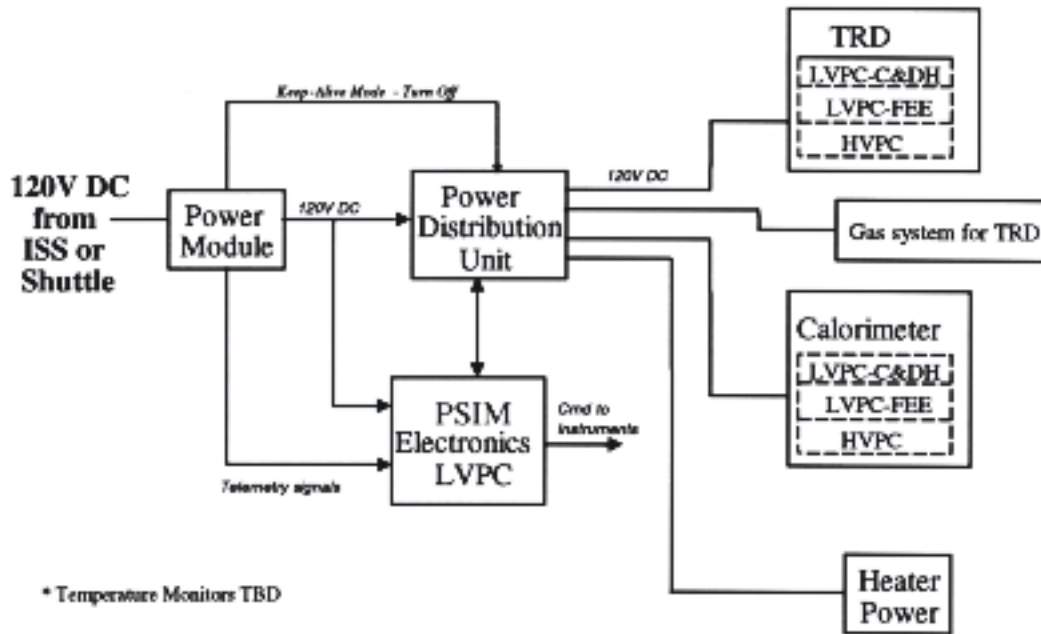 TRD
LVPC-C&DH
LVPC-FEE
HVPC
Keep-Alive Mode - Turn Off
120V DC
from
ISS or
Shuttle
Power
Module
120V DC
Power
Distribution
Unit
120V DC
Gas system for TRD
Calorimeter
LVPC-C&DH
LVPC-FEE
HVPC
PSIM
Electronics
LVPC
Cmd to
Instruments
Telemetry signals
Heater
Power
* Temperature Monitors TBD